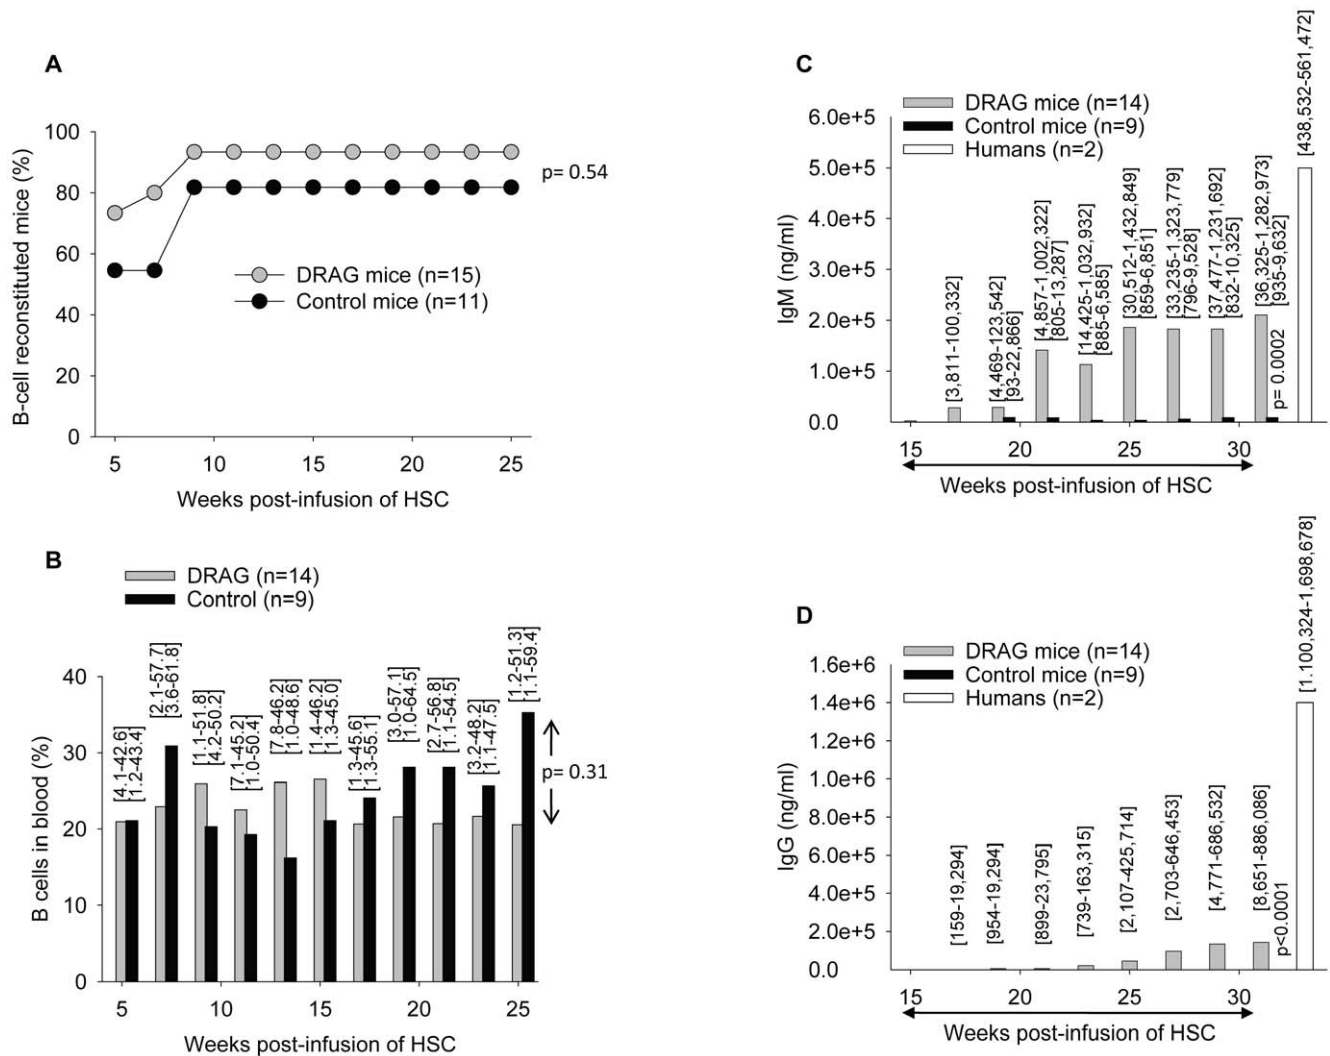 A
100
80
60
40
20
0
B-cell reconstituted mice (%)
p= 0.54
DRAG mice (n=15)
Control mice (n=11)
5 10 15 20 25
Weeks post-infusion of HSC
B
DRAG (n=14)
Control (n=9)
40
30
20
10
0
B cells in blood (%)
[4.1-42.6]
[1.2-43.4]
[2.1-57.7]
[3.6-61.8]
[1.1-51.8]
[4.2-50.2]
[7.1-45.2]
[1.0-50.4]
[7.8-46.2]
[1.0-48.6]
[1.4-46.2]
[1.3-45.0]
[1.3-45.6]
[1.3-55.1]
[3.0-57.1]
[1.0-64.5]
[2.7-56.8]
[1.1-54.5]
[3.2-48.2]
[1.1-47.5]
[1.2-51.3]
[1.1-59.4]
p= 0.31
5 10 15 20 25
Weeks post-infusion of HSC
C
DRAG mice (n=14)
Control mice (n=9)
Humans (n=2)
6.0e+5
5.0e+5
4.0e+5
3.0e+5
2.0e+5
1.0e+5
0.0
IgM (ng/ml)
[3,811-100,332]
[4,469-123,542]
[93-22,866]
[4,857-1,002,322]
[805-13,287]
[14,425-1,032,932]
[885-6,585]
[30,512-1,432,849]
[859-6,851]
[33,235-1,323,779]
[796-9,528]
[37,477-1,231,692]
[832-10,325]
[36,325-1,282,973]
[935-9,632]
p= 0.0002
[438,532-561,472]
15 20 25 30
Weeks post-infusion of HSC
D
DRAG mice (n=14)
Control mice (n=9)
Humans (n=2)
1.6e+6
1.4e+6
1.2e+6
1.0e+6
8.0e+5
6.0e+5
4.0e+5
2.0e+5
0.0
IgG (ng/ml)
[159-19,294]
[954-19,294]
[899-23,795]
[739-163,315]
[2,107-425,714]
[2,703-646,453]
[4,771-686,532]
[8,651-886,086]
p<0.0001
[1.100,324-1,698,678]
15 20 25 30
Weeks post-infusion of HSC